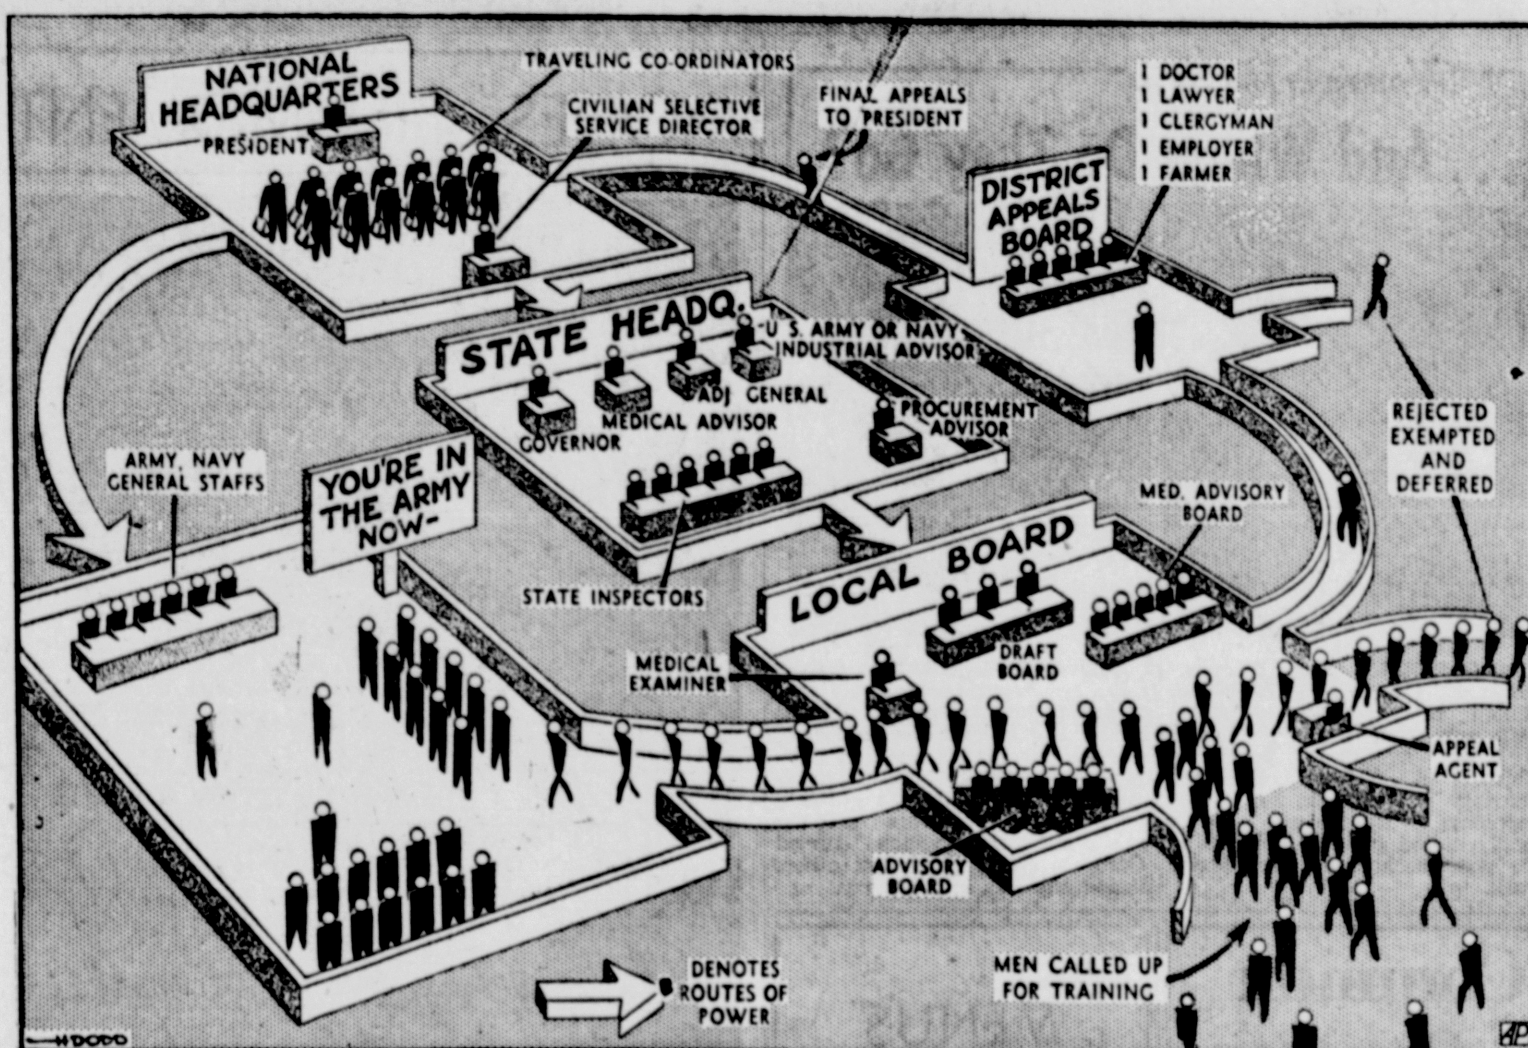 NATIONAL
HEADQUARTERS
PRESIDENT
TRAVELING CO-ORDINATORS
CIVILIAN SELECTIVE
SERVICE DIRECTOR
FINAL APPEALS
TO PRESIDENT
1 DOCTOR
1 LAWYER
1 CLERGYMAN
1 EMPLOYER
1 FARMER
DISTRICT
APPEALS
BOARD
STATE HEADQ.
U S. ARMY OR NAVY
INDUSTRIAL ADVISOR
ADJ GENERAL
MEDICAL ADVISOR
GOVERNOR
PROCUREMENT
ADVISOR
STATE INSPECTORS
REJECTED
EXEMPTED
AND
DEFERRED
ARMY, NAVY
GENERAL STAFFS
YOU'RE IN
THE ARMY
NOW-
MED. ADVISORY
BOARD
LOCAL BOARD
DRAFT
BOARD
MEDICAL
EXAMINER
APPEAL
AGENT
ADVISORY
BOARD
MEN CALLED UP
FOR TRAINING
DENOTES
ROUTES OF
POWER
H DODD
AP